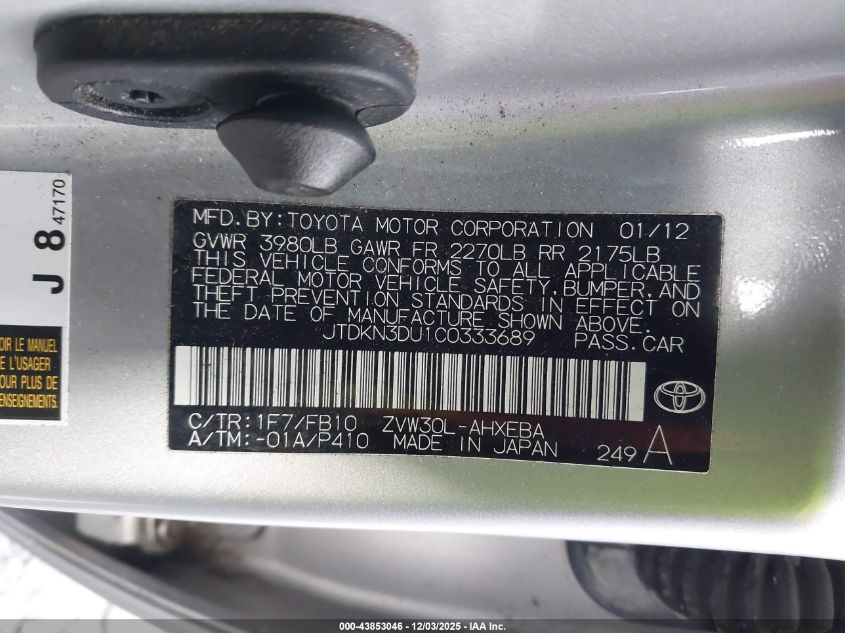 MFD. BY: TOYOTA MOTOR CORPORATION 01/12
GVWR 3980LB GAWR FR 2270LB RR 2175LB
THIS VEHICLE CONFORMS TO ALL APPLICABLE
FEDERAL MOTOR VEHICLE SAFETY, BUMPER, AND
THEFT PREVENTION STANDARDS IN EFFECT ON
THE DATE OF MANUFACTURE SHOWN ABOVE.
JTDKN3DU1C0333689 PASS. CAR
C/TR: 1F7/FB10 ZVW30L-AHXEBA
A/TM: -01A/P410 MADE IN JAPAN 249 A
J 8 47170
OIR LE MANUEL
E L'USAGER
POUR PLUS DE
ENSEIGNEMENTS.
000-43853046 - 12/03/2025 - IAA Inc.